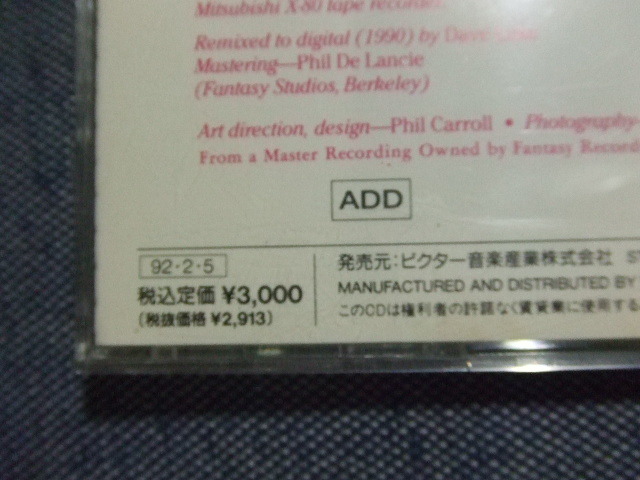 Mitsubishi X-80 tape recorder.
Remixed to digital (1990) by
Mastering—Phil De Lancie
(Fantasy Studios, Berkeley)
Art direction, design—Phil Carroll • Photography—
From a Master Recording Owned by Fantasy Record
ADD
92・2・5
税込定価 ¥3,000
(税抜価格 ¥2,913)
発売元:ビクター音楽産業株式会社
MANUFACTURED AND DISTRIBUTED BY
このCDは権利者の許諾なく賃貸業に使用する